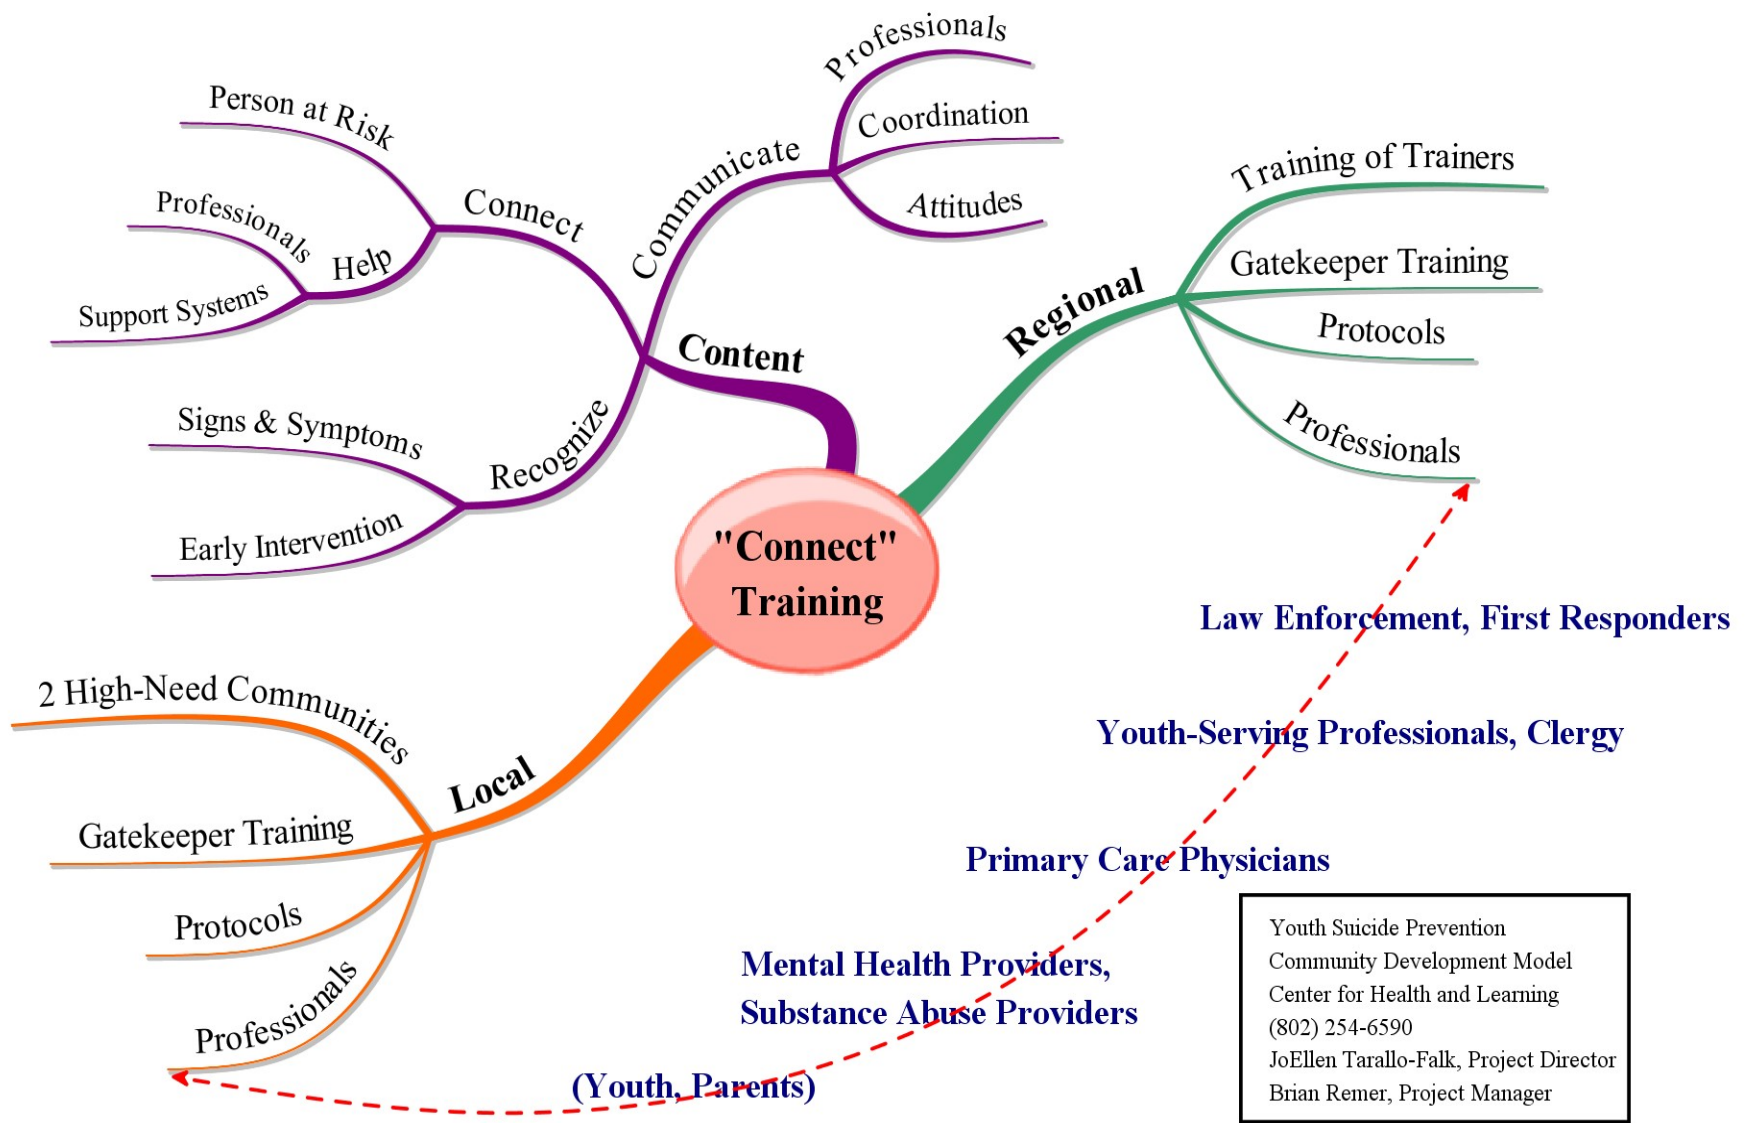 Professionals
Coordination
Attitudes
Communicate
Person at Risk
Connect
Professionals
Help
Support Systems
Content
Signs & Symptoms
Recognize
Early Intervention
Regional
Training of Trainers
Gatekeeper Training
Protocols
Professionals
"Connect"
Training
Local
2 High-Need Communities
Gatekeeper Training
Protocols
Professionals
Law Enforcement, First Responders
Youth-Serving Professionals, Clergy
Primary Care Physicians
Mental Health Providers,
Substance Abuse Providers
(Youth, Parents)
Youth Suicide Prevention
Community Development Model
Center for Health and Learning
(802) 254-6590
JoEllen Tarallo-Falk, Project Director
Brian Remer, Project Manager